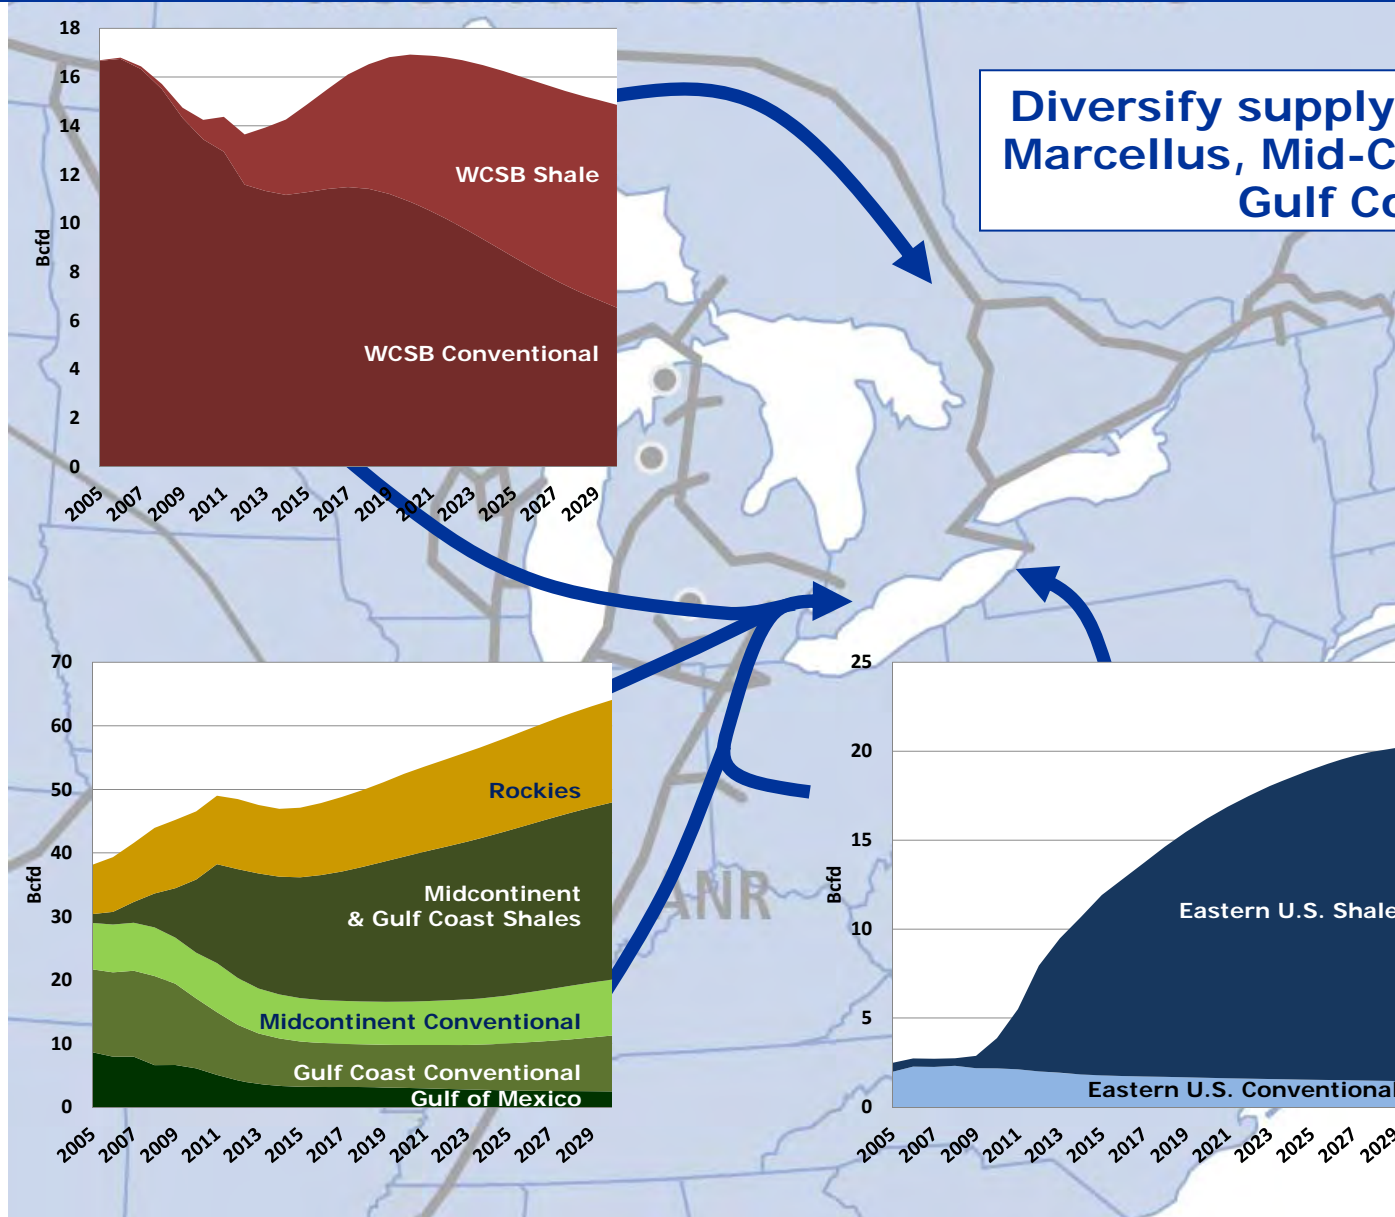 18
16
14
12
10
8
6
4
2
0
Bcfd
WCSB Shale
WCSB Conventional
2005 2007 2009 2011 2013 2015 2017 2019 2021 2023 2025 2027 2029
Diversify supply
Marcellus, Mid-C
Gulf Co
70
60
50
40
30
20
10
0
Bcfd
Rockies
Midcontinent
& Gulf Coast Shales
Midcontinent Conventional
Gulf Coast Conventional
Gulf of Mexico
2005 2007 2009 2011 2013 2015 2017 2019 2021 2023 2025 2027 2029
ANR
25
20
15
10
5
0
Bcfd
Eastern U.S. Shale
Eastern U.S. Conventional
2005 2007 2009 2011 2013 2015 2017 2019 2021 2023 2025 2027 2029